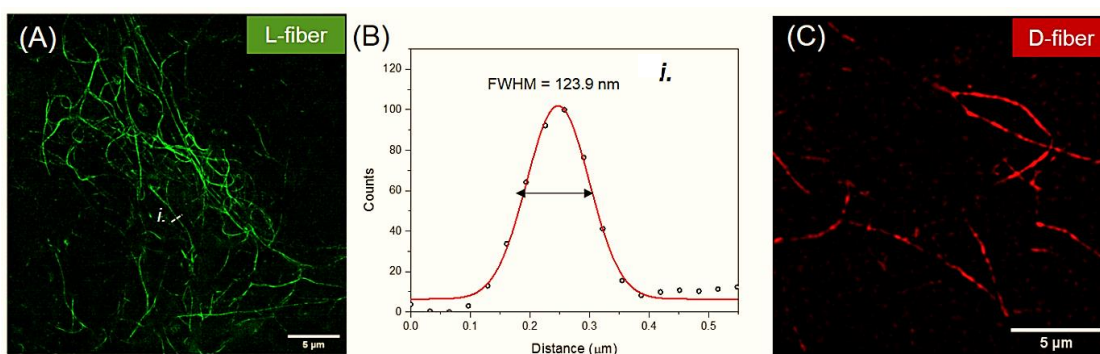 (A)
L-fiber
i.
5 μm
(B)
i.
FWHM = 123.9 nm
120
100
80
60
40
20
0
Counts
0.0 0.1 0.2 0.3 0.4 0.5
Distance (μm)
(C)
D-fiber
5 μm